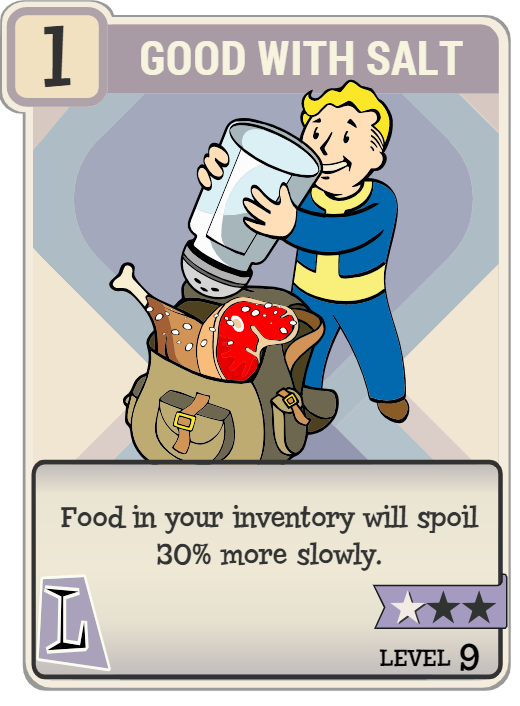 1
GOOD WITH SALT
Food in your inventory will spoil
30% more slowly.
L
LEVEL 9